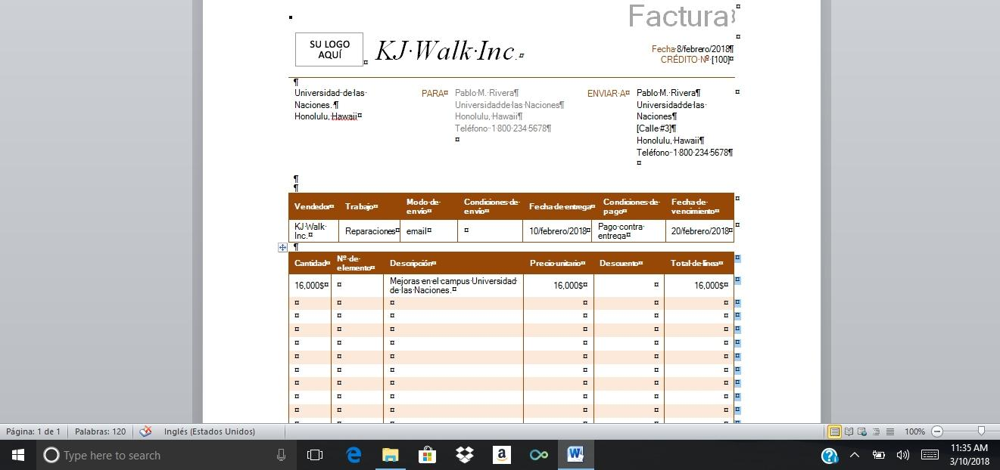 Factura
SU LOGO
AQUÍ
KJ Walk Inc.
Fecha 8/febrero/2018
CRÉDITO Nº [100]
Universidad de las
Naciones.
Honolulu, Hawaii
PARA
Pablo M. Rivera
Universidad de las Naciones
Honolulu, Hawaii
Teléfono 1 800 234 5678
ENVIAR A
Pablo M. Rivera
Universidad de las
Naciones
[Calle #3]
Honolulu, Hawaii
Teléfono 1 800 234 5678
Vendedor Trabajo Modo de envío Condiciones de envío Fecha de entrega Condiciones de pago Fecha de vencimiento
KJ Walk Inc. Reparaciones email 10/febrero/2018 Pago contra entrega 20/febrero/2018
Cantidad Nº de elemento Descripción Precio unitario Descuento Total de línea
16,000$ Mejoras en el campus Universidad de las Naciones. 16,000$ 16,000$
Página: 1 de 1 Palabras: 120 Inglés (Estados Unidos) 100%
Type here to search
11:35 AM
3/10/2018